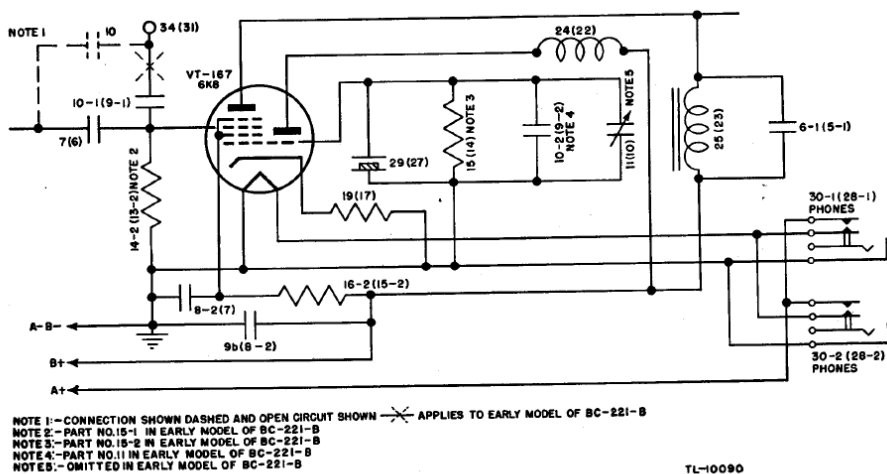 NOTE 1
10
34(31)
24(22)
VT-167
6K8
10-1(9-1)
7(6)
NOTE 5
15(14) NOTE 3
10-2(9-2)
NOTE 4
11(10)
25(23)
6-1(5-1)
29(27)
14-2(13-2)NOTE 2
19(17)
30-1(28-1)
PHONES
16-2(15-2)
8-2(7)
A-B-
9b(8-2)
B+
30-2(28-2)
PHONES
A+
NOTE 1:-CONNECTION SHOWN DASHED AND OPEN CIRCUIT SHOWN APPLIES TO EARLY MODEL OF BC-221-B
NOTE 2:-PART NO.15-1 IN EARLY MODEL OF BC-221-B
NOTE 3:-PART NO.15-2 IN EARLY MODEL OF BC-221-B
NOTE 4:-PART NO.11 IN EARLY MODEL OF BC-221-B
NOTE 5:-OMITTED IN EARLY MODEL OF BC-221-B
TL-10090